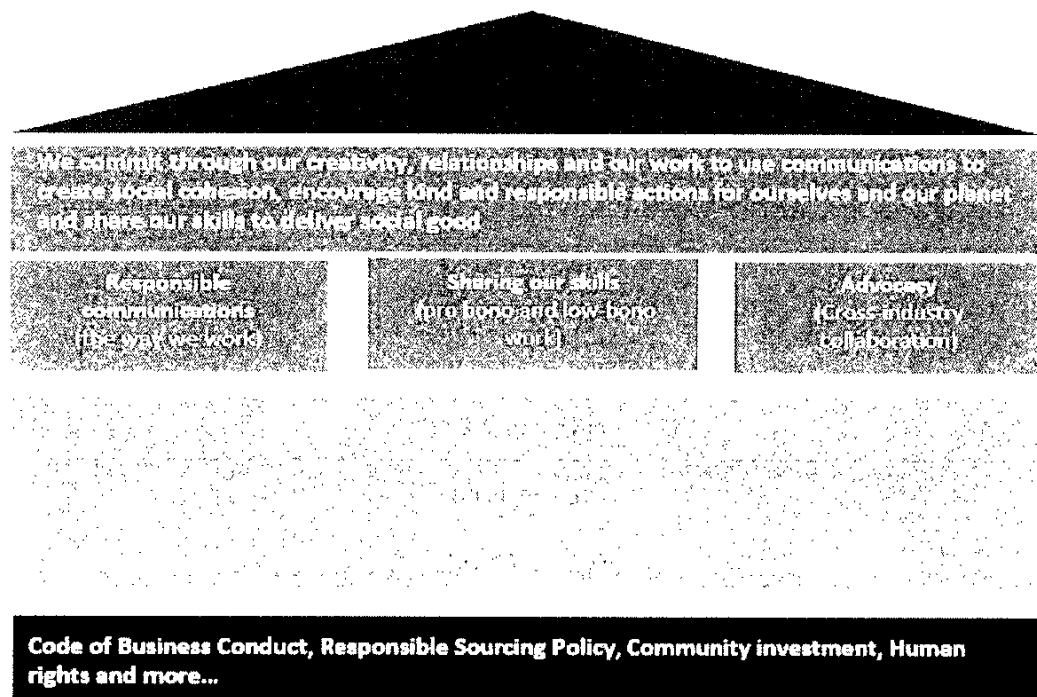 We commit through our creativity, relationships and our work to use communications to
create social cohesion, encourage kind and responsible actions for ourselves and our planet
and share our skills to deliver social good
Responsible
communications
(the way we work)
Sharing our skills
(pro bono and low-bono
work)
Advocacy
(Cross-industry
collaboration)
Code of Business Conduct, Responsible Sourcing Policy, Community investment, Human
rights and more...